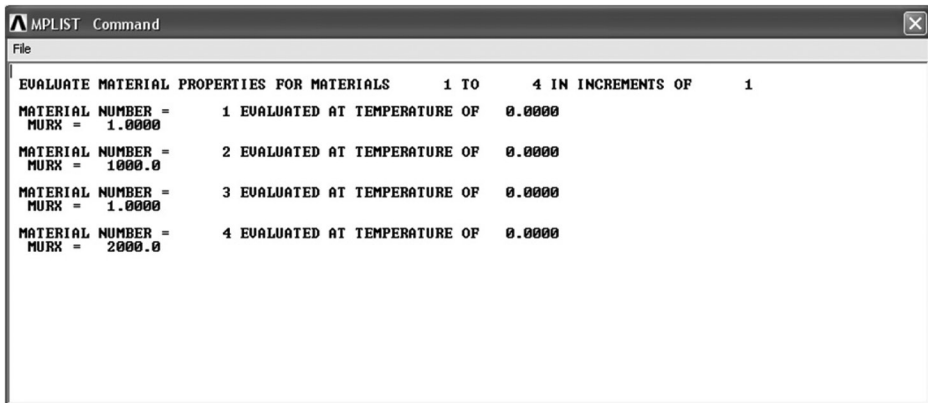 MPLIST Command
File
EVALUATE MATERIAL PROPERTIES FOR MATERIALS 1 TO 4 IN INCREMENTS OF 1
MATERIAL NUMBER = 1 EVALUATED AT TEMPERATURE OF 0.0000
MURX = 1.0000
MATERIAL NUMBER = 2 EVALUATED AT TEMPERATURE OF 0.0000
MURX = 1000.0
MATERIAL NUMBER = 3 EVALUATED AT TEMPERATURE OF 0.0000
MURX = 1.0000
MATERIAL NUMBER = 4 EVALUATED AT TEMPERATURE OF 0.0000
MURX = 2000.0